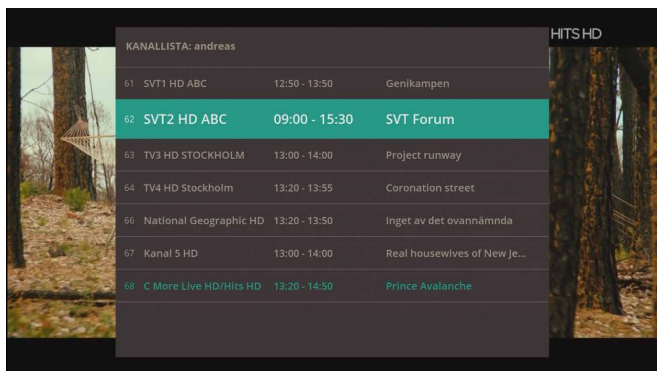 HITS HD
KANALLISTA: andreas
61 SVT1 HD ABC 12:50 - 13:50 Genikampen
62 SVT2 HD ABC 09:00 - 15:30 SVT Forum
63 TV3 HD STOCKHOLM 13:00 - 14:00 Project runway
64 TV4 HD Stockholm 13:20 - 13:55 Coronation street
66 National Geographic HD 13:20 - 13:50 Inget av det ovannämnda
67 Kanal 5 HD 13:00 - 14:00 Real housewives of New Je...
68 C More Live HD/Hits HD 13:20 - 14:50 Prince Avalanche